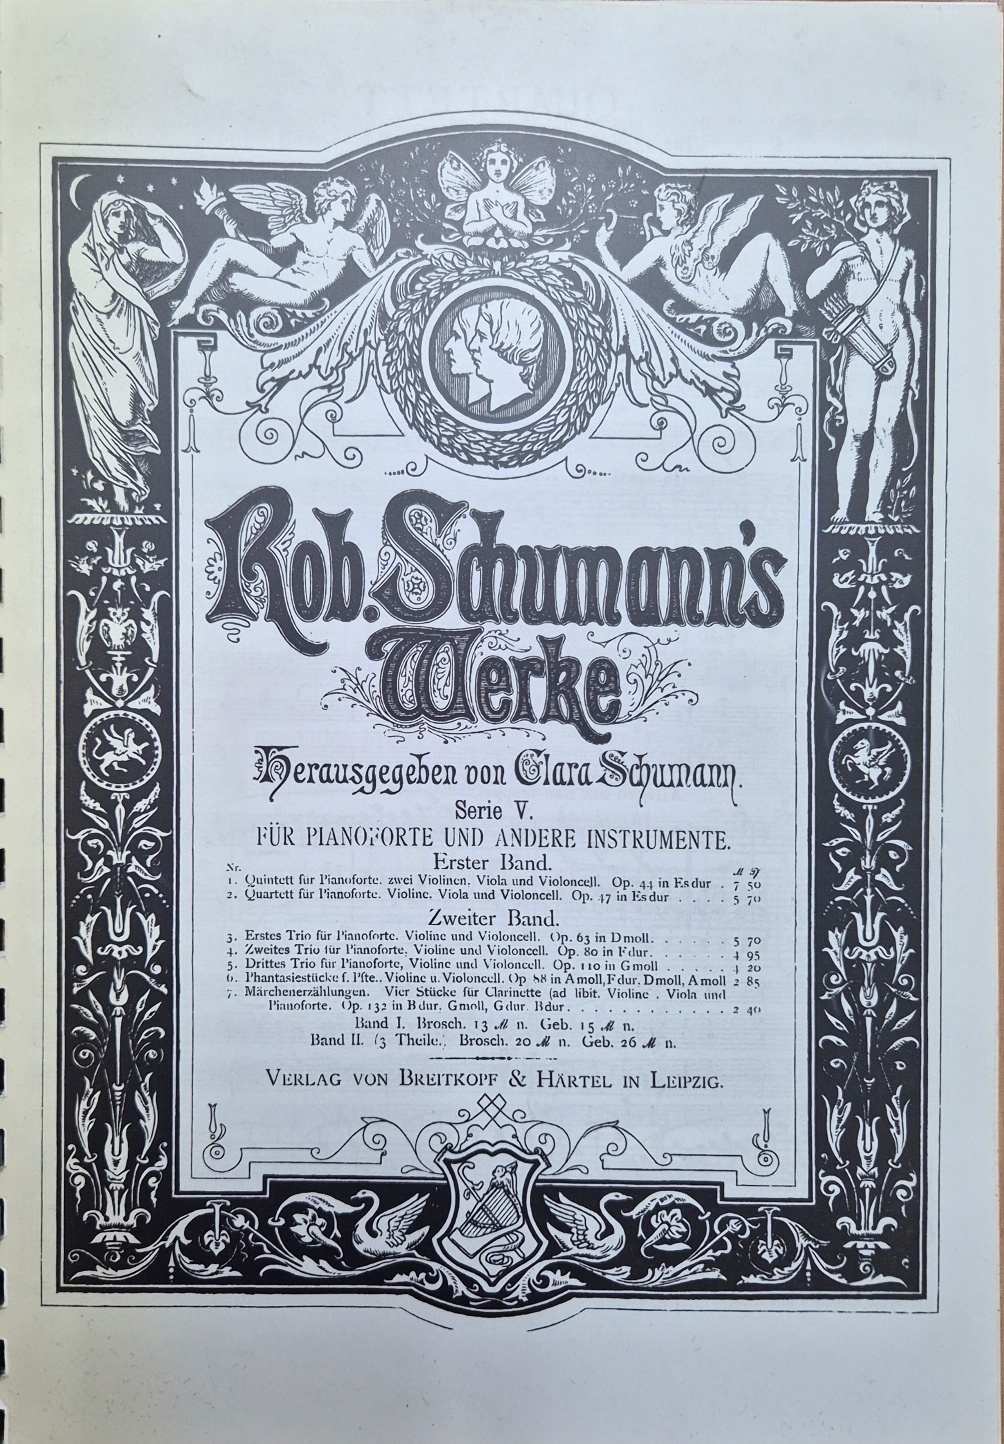 Rob. Schumann's
Werke
Herausgegeben von Clara Schumann.
Serie V.
FÜR PIANOFORTE UND ANDERE INSTRUMENTE.
Erster Band.
Nr. M ₰
1. Quintett für Pianoforte, zwei Violinen, Viola und Violoncell. Op. 44 in Es dur . 7 50
2. Quartett für Pianoforte, Violine, Viola und Violoncell. Op. 47 in Es dur . . . . 5 70
Zweiter Band.
3. Erstes Trio für Pianoforte, Violine und Violoncell. Op. 63 in D moll. . . . . . . 5 70
4. Zweites Trio für Pianoforte, Violine und Violoncell. Op. 80 in F dur. . . . . . . 4 95
5. Drittes Trio für Pianoforte, Violine und Violoncell. Op. 110 in G moll . . . . . . 4 20
6. Phantasiestücke f. Pfte., Violine u. Violoncell. Op 88 in A moll, F dur, D moll, A moll 2 85
7. Märchenerzählungen. Vier Stücke für Clarinette (ad libit. Violine), Viola und
Pianoforte. Op. 132 in B dur, G moll, G dur, B dur . . . . . . . . . . . . 2 40
Band I. Brosch. 13 M n. Geb. 15 M n.
Band II. (3 Theile.) Brosch. 20 M n. Geb. 26 M n.
VERLAG VON BREITKOPF & HÄRTEL IN LEIPZIG.